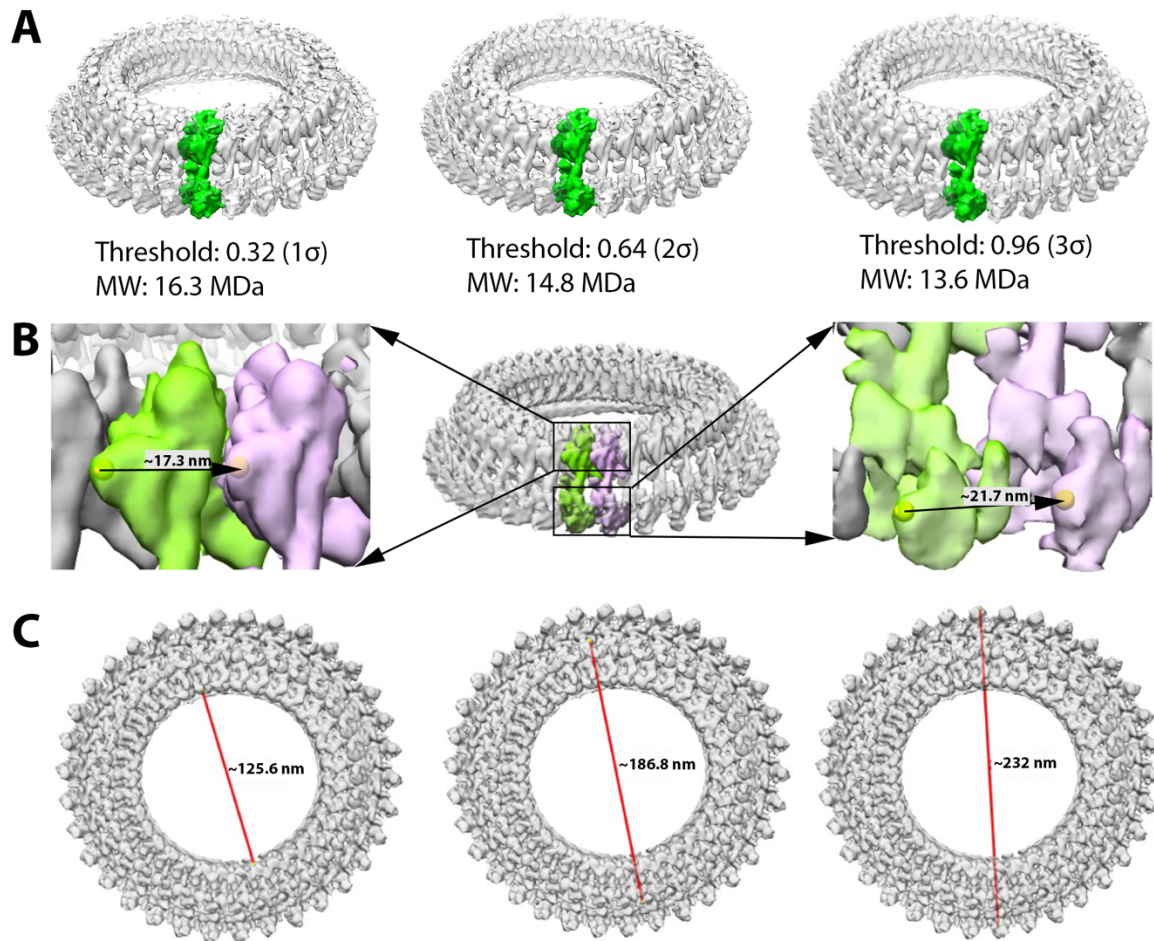 A
Threshold: 0.32 (1σ)
MW: 16.3 MDa
Threshold: 0.64 (2σ)
MW: 14.8 MDa
Threshold: 0.96 (3σ)
MW: 13.6 MDa
B
~17.3 nm
~21.7 nm
C
~125.6 nm
~186.8 nm
~232 nm